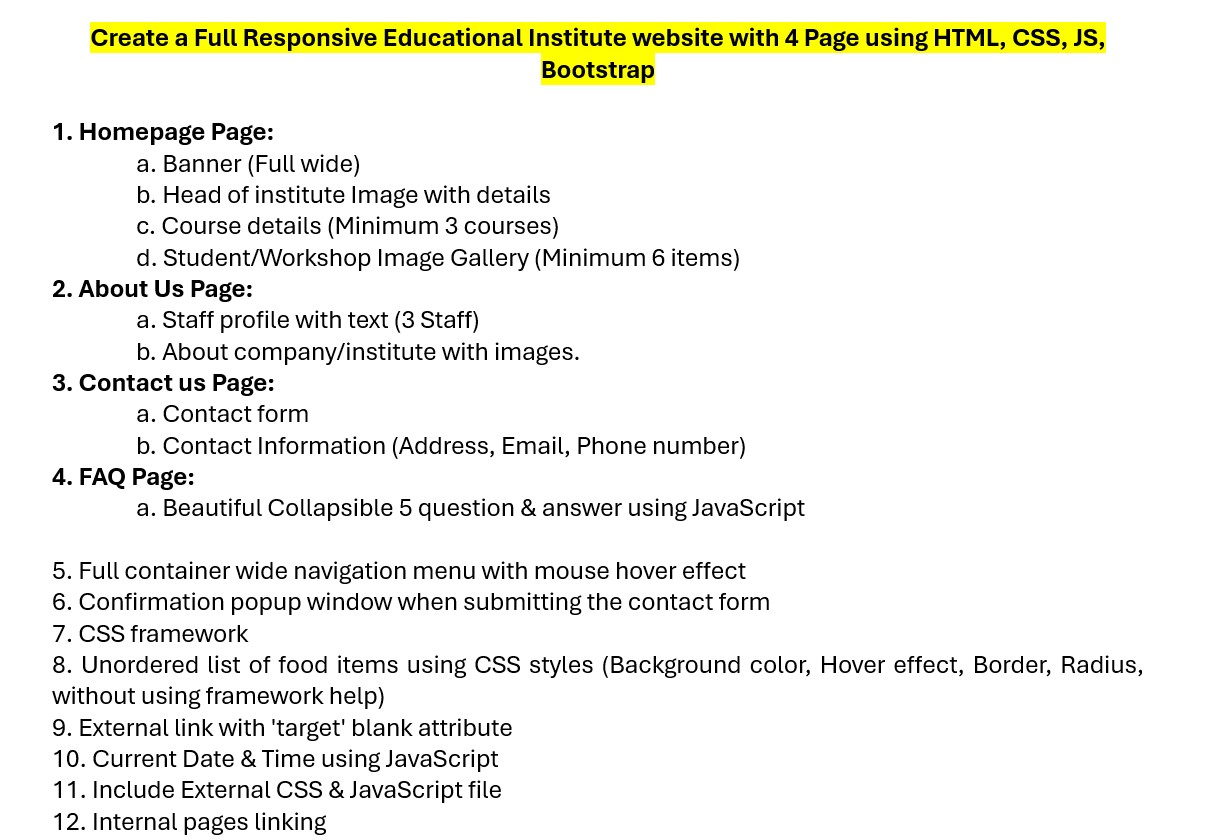 Create a Full Responsive Educational Institute website with 4 Page using HTML, CSS, JS,
Bootstrap
1. Homepage Page:
a. Banner (Full wide)
b. Head of institute Image with details
c. Course details (Minimum 3 courses)
d. Student/Workshop Image Gallery (Minimum 6 items)
2. About Us Page:
a. Staff profile with text (3 Staff)
b. About company/institute with images.
3. Contact us Page:
a. Contact form
b. Contact Information (Address, Email, Phone number)
4. FAQ Page:
a. Beautiful Collapsible 5 question & answer using JavaScript
5. Full container wide navigation menu with mouse hover effect
6. Confirmation popup window when submitting the contact form
7. CSS framework
8. Unordered list of food items using CSS styles (Background color, Hover effect, Border, Radius,
without using framework help)
9. External link with 'target' blank attribute
10. Current Date & Time using JavaScript
11. Include External CSS & JavaScript file
12. Internal pages linking